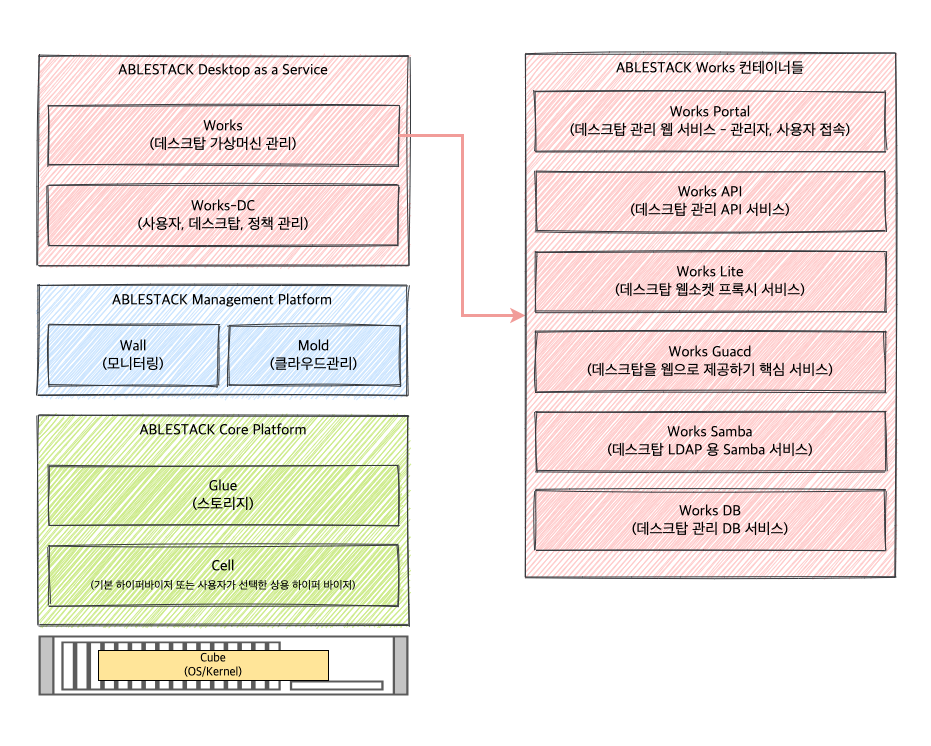 ABLESTACK Desktop as a Service
Works
(데스크탑 가상머신 관리)
Works-DC
(사용자, 데스크탑, 정책 관리)
ABLESTACK Management Platform
Wall
(모니터링)
Mold
(클라우드관리)
ABLESTACK Core Platform
Glue
(스토리지)
Cell
(기본 하이퍼바이저 또는 사용자가 선택한 상용 하이퍼 바이저)
Cube
(OS/Kernel)
ABLESTACK Works 컨테이너들
Works Portal
(데스크탑 관리 웹 서비스 - 관리자, 사용자 접속)
Works API
(데스크탑 관리 API 서비스)
Works Lite
(데스크탑 웹소켓 프록시 서비스)
Works Guacd
(데스크탑을 웹으로 제공하기 핵심 서비스)
Works Samba
(데스크탑 LDAP 용 Samba 서비스)
Works DB
(데스크탑 관리 DB 서비스)